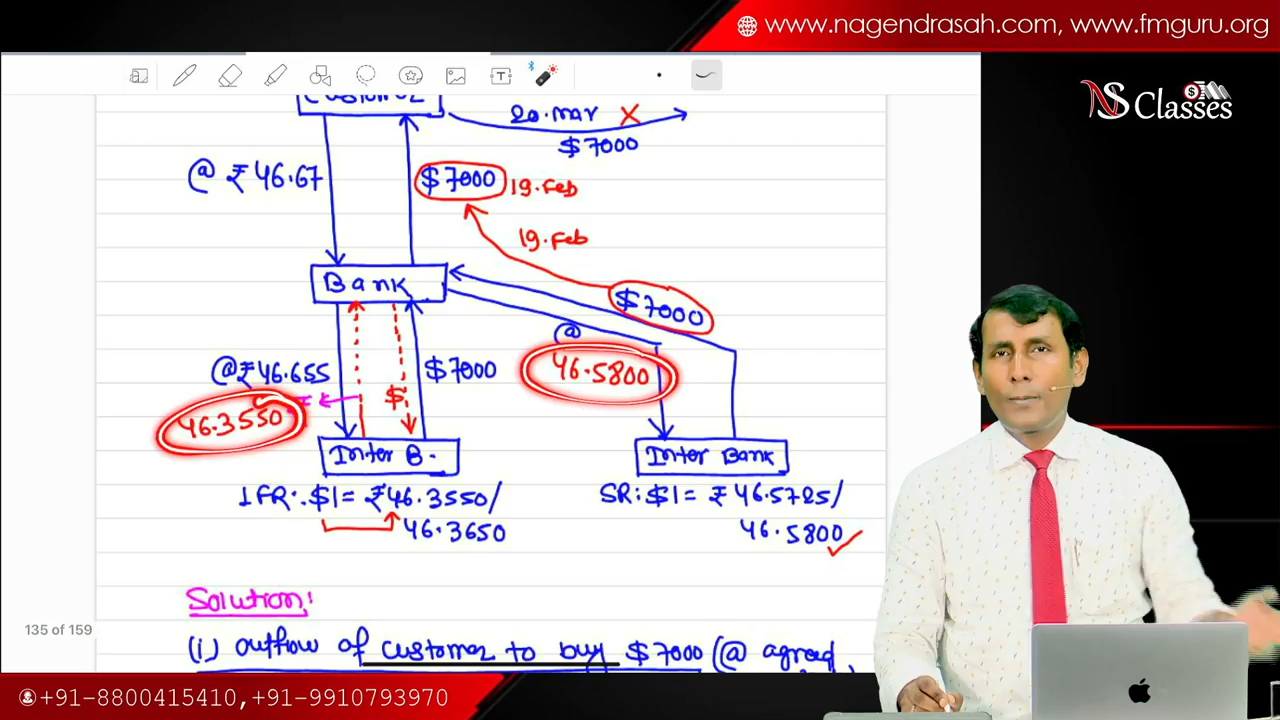 www.nagendrasah.com, www.fmguru.org
NS Classes
Customer
20.Mar X
$7000
@ ₹46.67
$7000 19.Feb
19.Feb
Bank
$7000
@
46.5800
@₹46.655
$7000
$
₹
46.3550
Inter B.
Inter Bank
1FR: $1 = ₹46.3550/
46.3650
SR: $1 = ₹46.5725/
46.5800
Solution:
135 of 159
(i) outflow of customer to buy $7000 (@ agreed
+91-8800415410, +91-9910793970